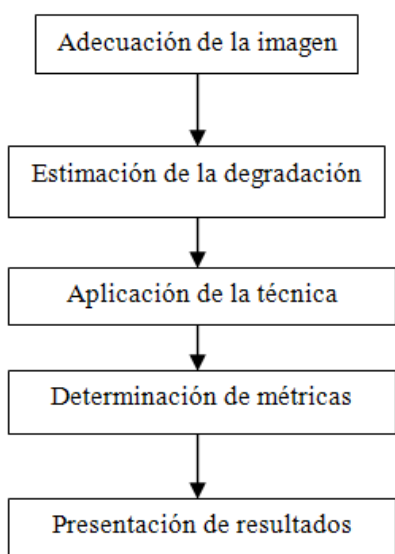 Adecuación de la imagen
Estimación de la degradación
Aplicación de la técnica
Determinación de métricas
Presentación de resultados